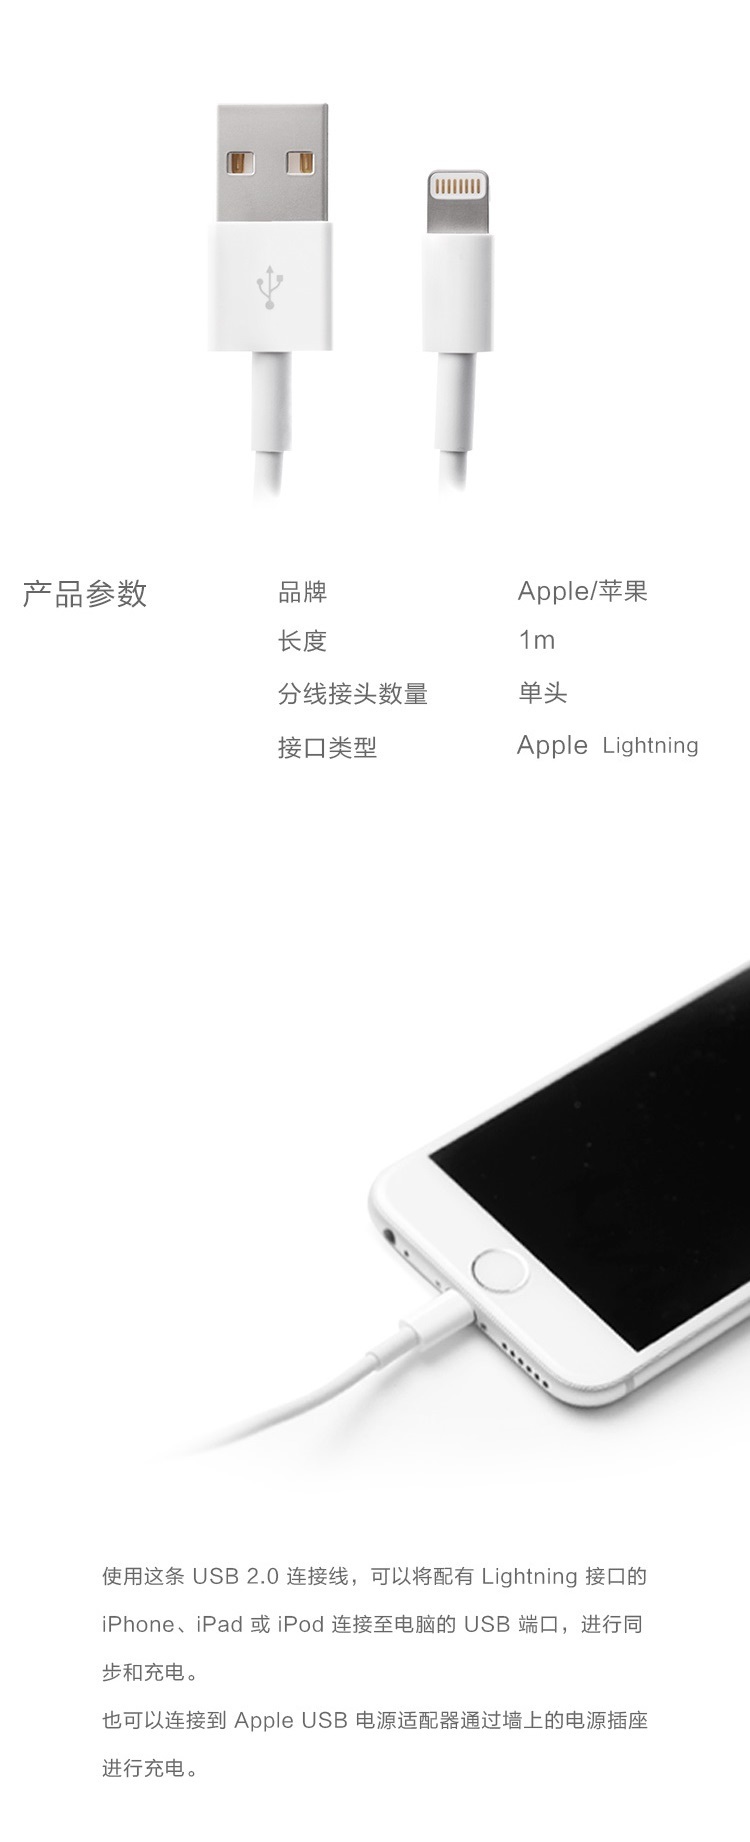 产品参数 品牌 Apple/苹果
长度 1m
分线接头数量 单头
接口类型 Apple Lightning
使用这条 USB 2.0 连接线，可以将配有 Lightning 接口的
iPhone、iPad 或 iPod 连接至电脑的 USB 端口，进行同
步和充电。
也可以连接到 Apple USB 电源适配器通过墙上的电源插座
进行充电。